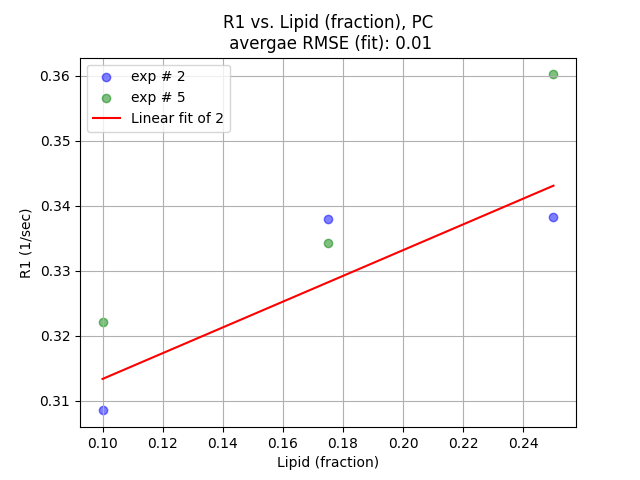 R1 vs. Lipid (fraction), PC
avergae RMSE (fit): 0.01
exp # 2
exp # 5
Linear fit of 2
0.36
0.35
0.34
0.33
0.32
0.31
R1 (1/sec)
0.10 0.12 0.14 0.16 0.18 0.20 0.22 0.24
Lipid (fraction)